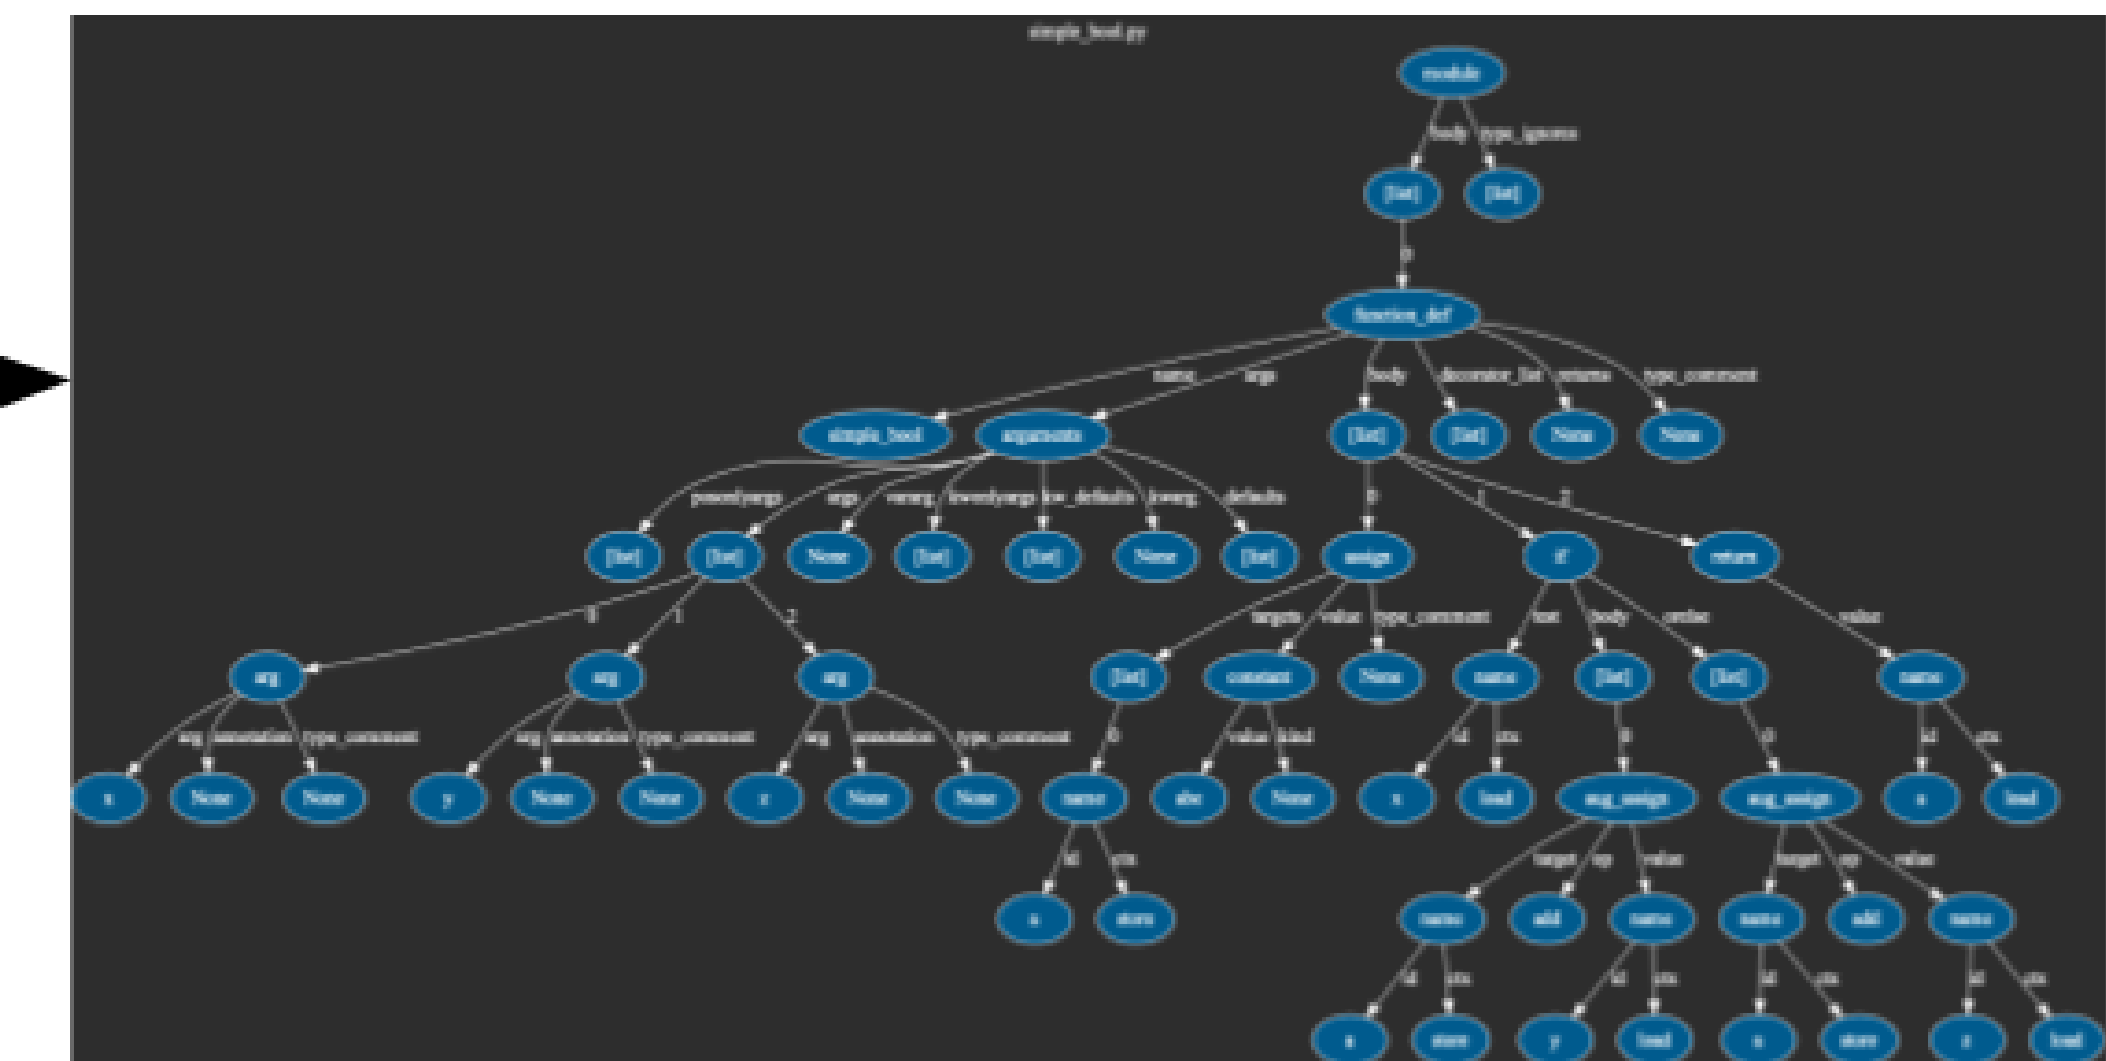 simple_bool.py
module
body type_ignores
[list] [list]
0
function_def
name args body decorator_list returns type_comment
simple_bool arguments [list] [list] None None
posonlyargs args vararg kwonlyargs kw_defaults kwarg defaults 0 1 2
[list] [list] None [list] [list] None [list] assign if return
0 1 2 targets value type_comment test body orelse value
arg arg arg [list] constant None name [list] [list] name
arg annotation type_comment arg annotation type_comment arg annotation type_comment 0 value kind id ctx 0 0 id ctx
x None None y None None z None None name abc None x load aug_assign aug_assign load
id ctx target op value target op value
store name add name name add name
id ctx id ctx id ctx id ctx
store y load store z load